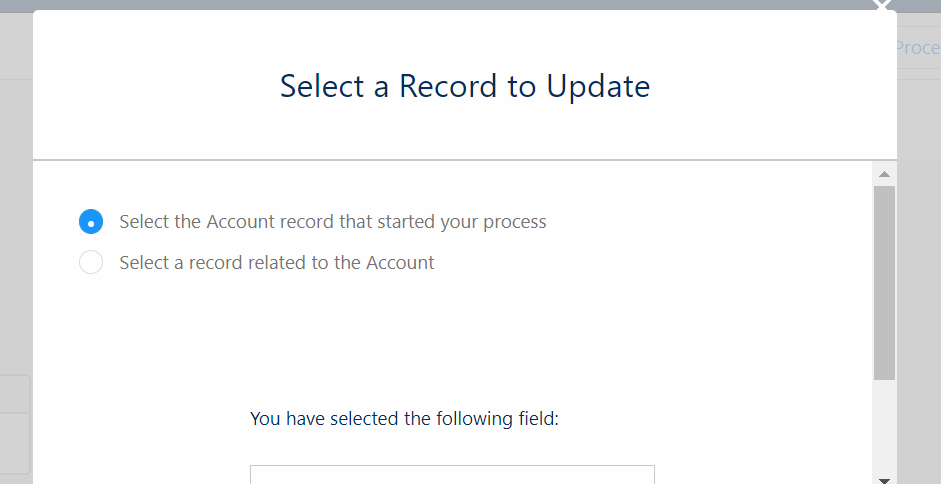 Proce
Select a Record to Update
Select the Account record that started your process
Select a record related to the Account
You have selected the following field: